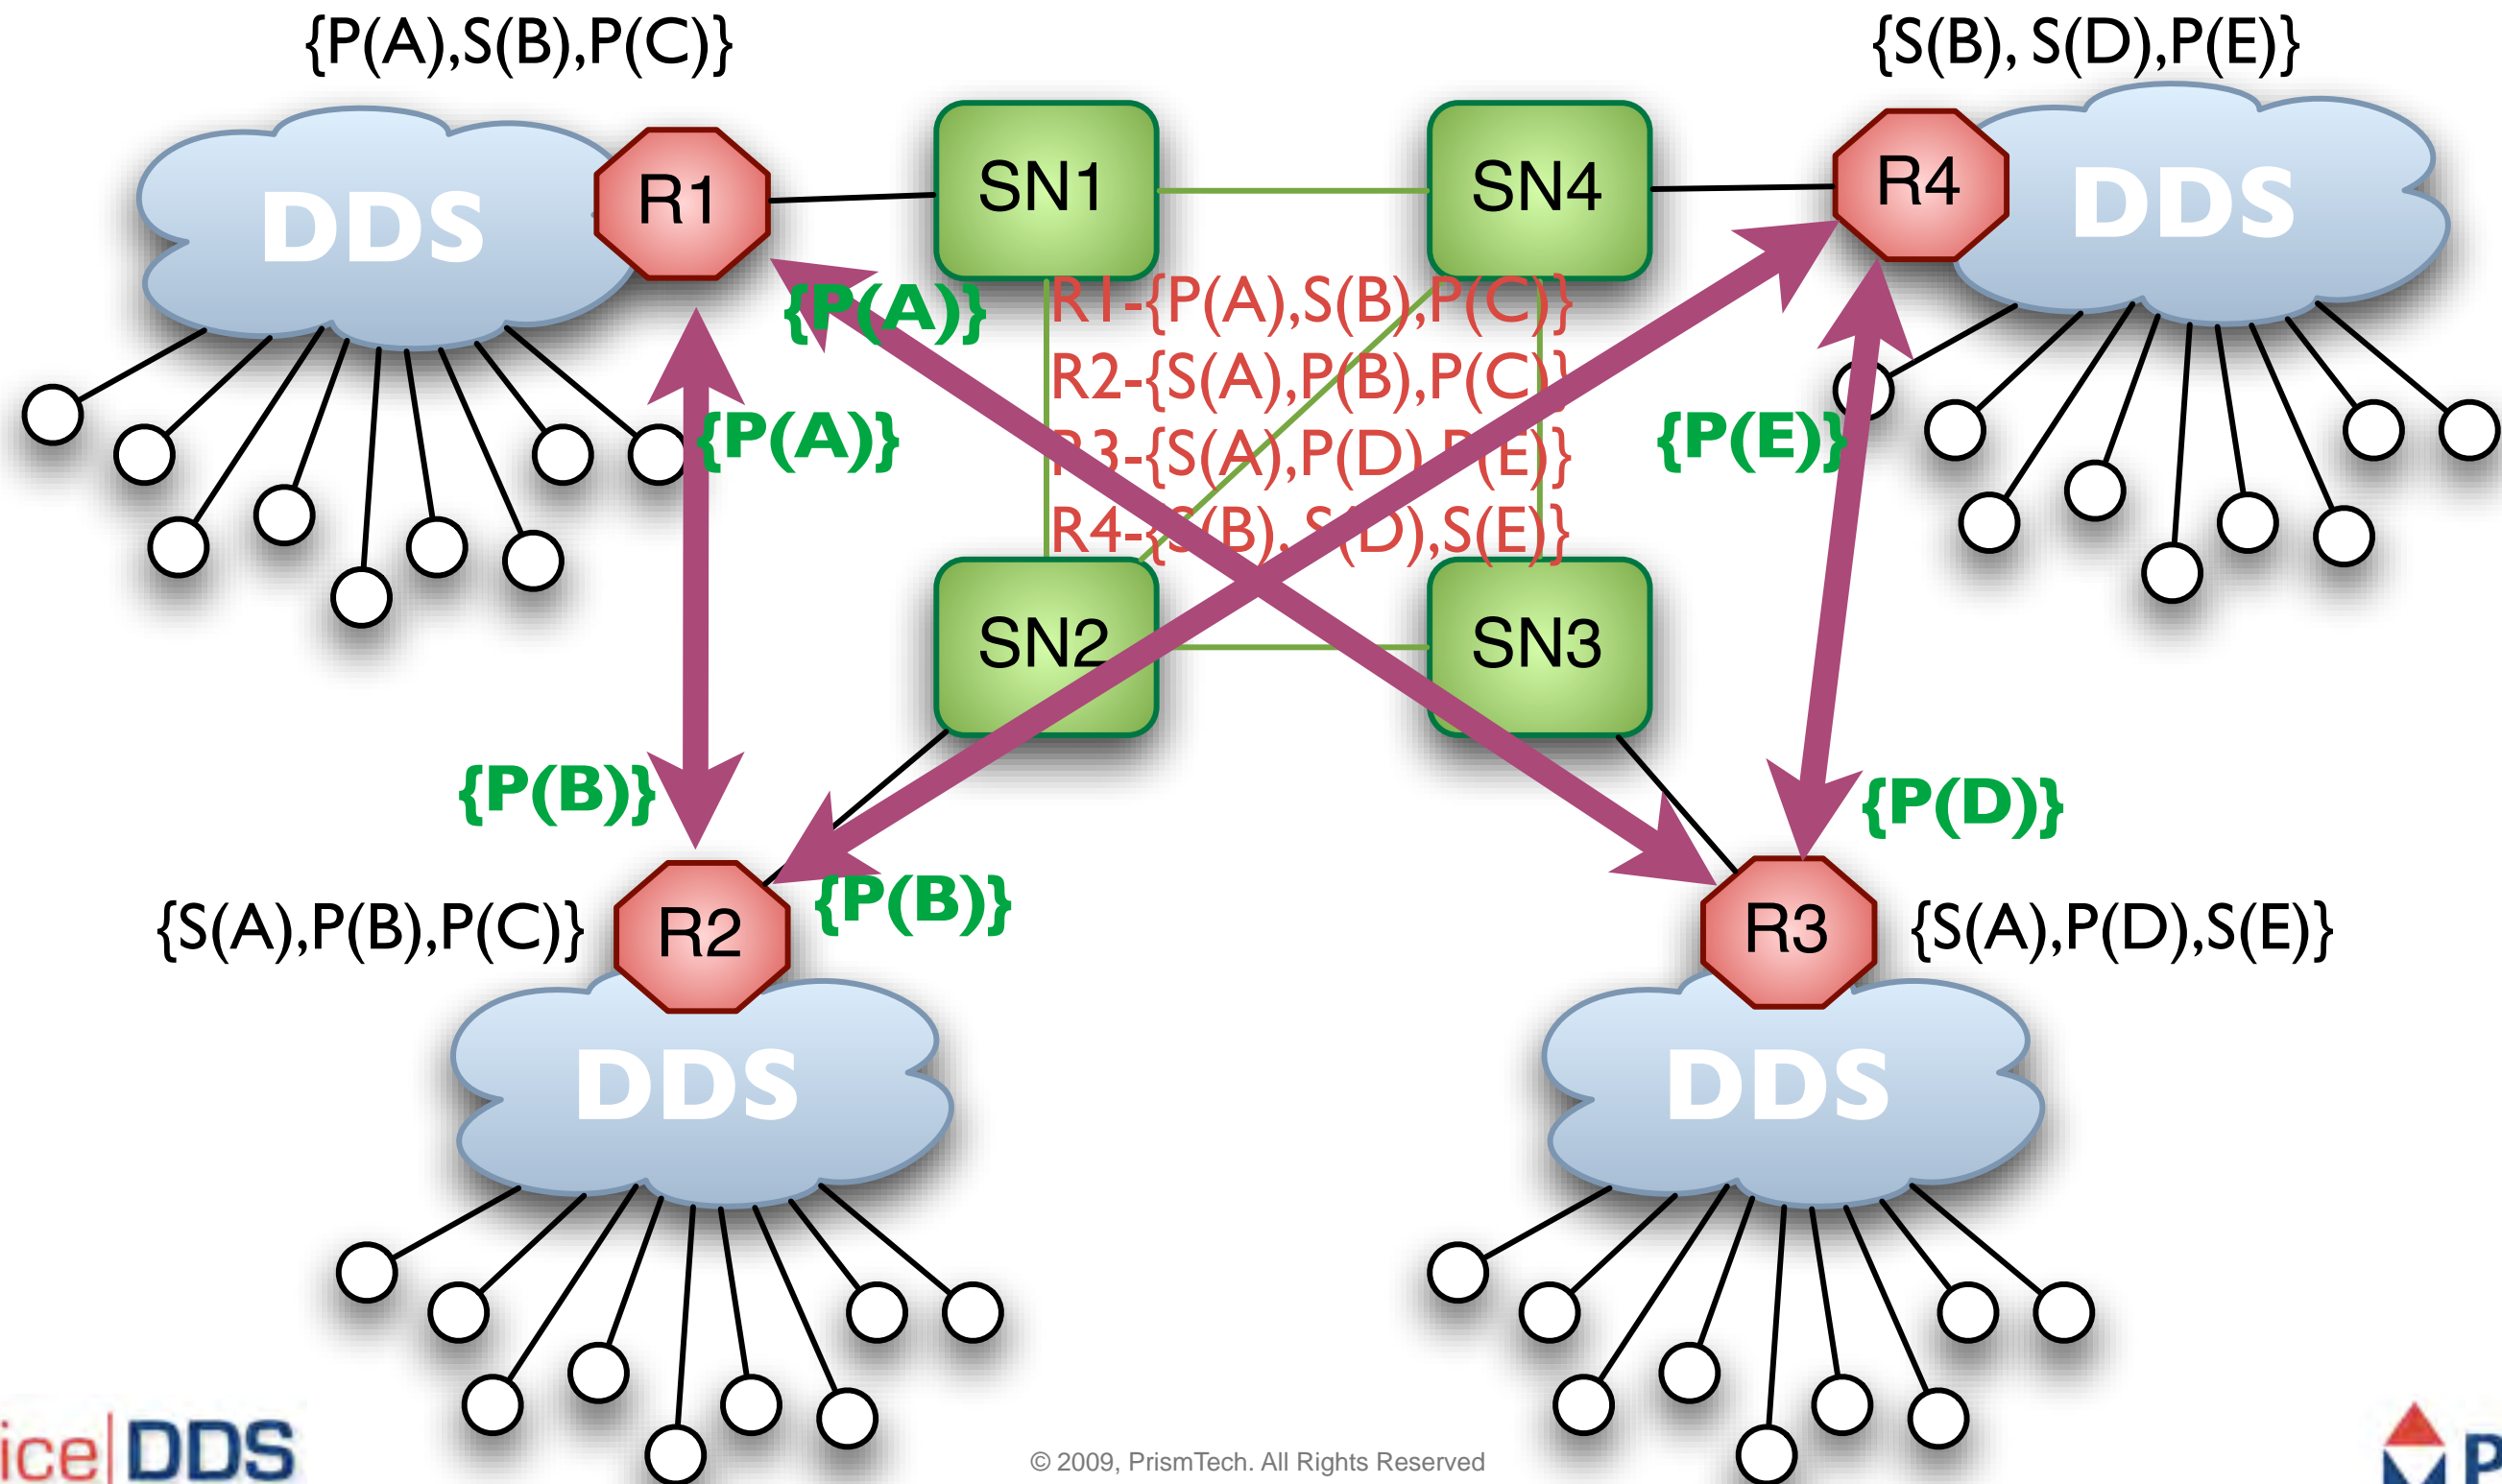 {P(A),S(B),P(C)}
{S(B), S(D),P(E)}
DDS
R1
SN1
SN4
R4
DDS
{P(A)}
R1-{P(A),S(B),P(C)}
R2-{S(A),P(B),P(C)}
R3-{S(A),P(D),P(E)}
R4-{S(B), S(D),S(E)}
{P(A)}
{P(E)}
SN2
SN3
{P(B)}
{P(D)}
{P(B)}
{S(A),P(B),P(C)}
R2
R3
{S(A),P(D),S(E)}
DDS
DDS
ice|DDS
© 2009, PrismTech. All Rights Reserved
P